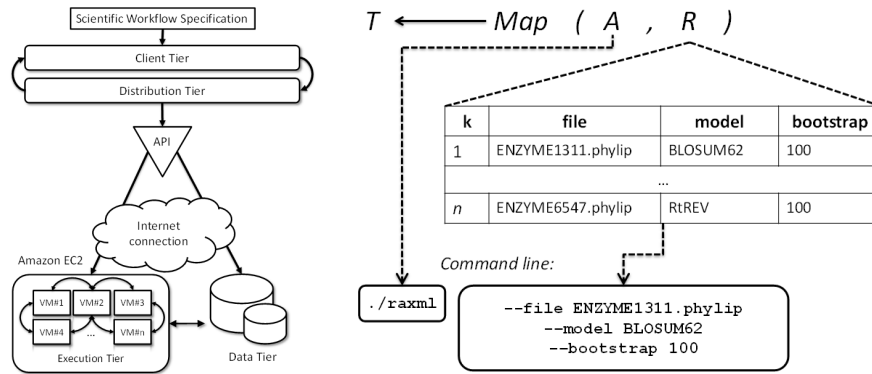 Scientific Workflow Specification
Client Tier
Distribution Tier
API
Internet
connection
Amazon EC2
VM#1 VM#2 VM#3
VM#4 ... VM#n
Execution Tier
Data Tier
T Map ( A , R )
k file model bootstrap
1 ENZYME1311.phylip BLOSUM62 100
...
n ENZYME6547.phylip RtREV 100
Command line:
./raxml
--file ENZYME1311.phylip
--model BLOSUM62
--bootstrap 100